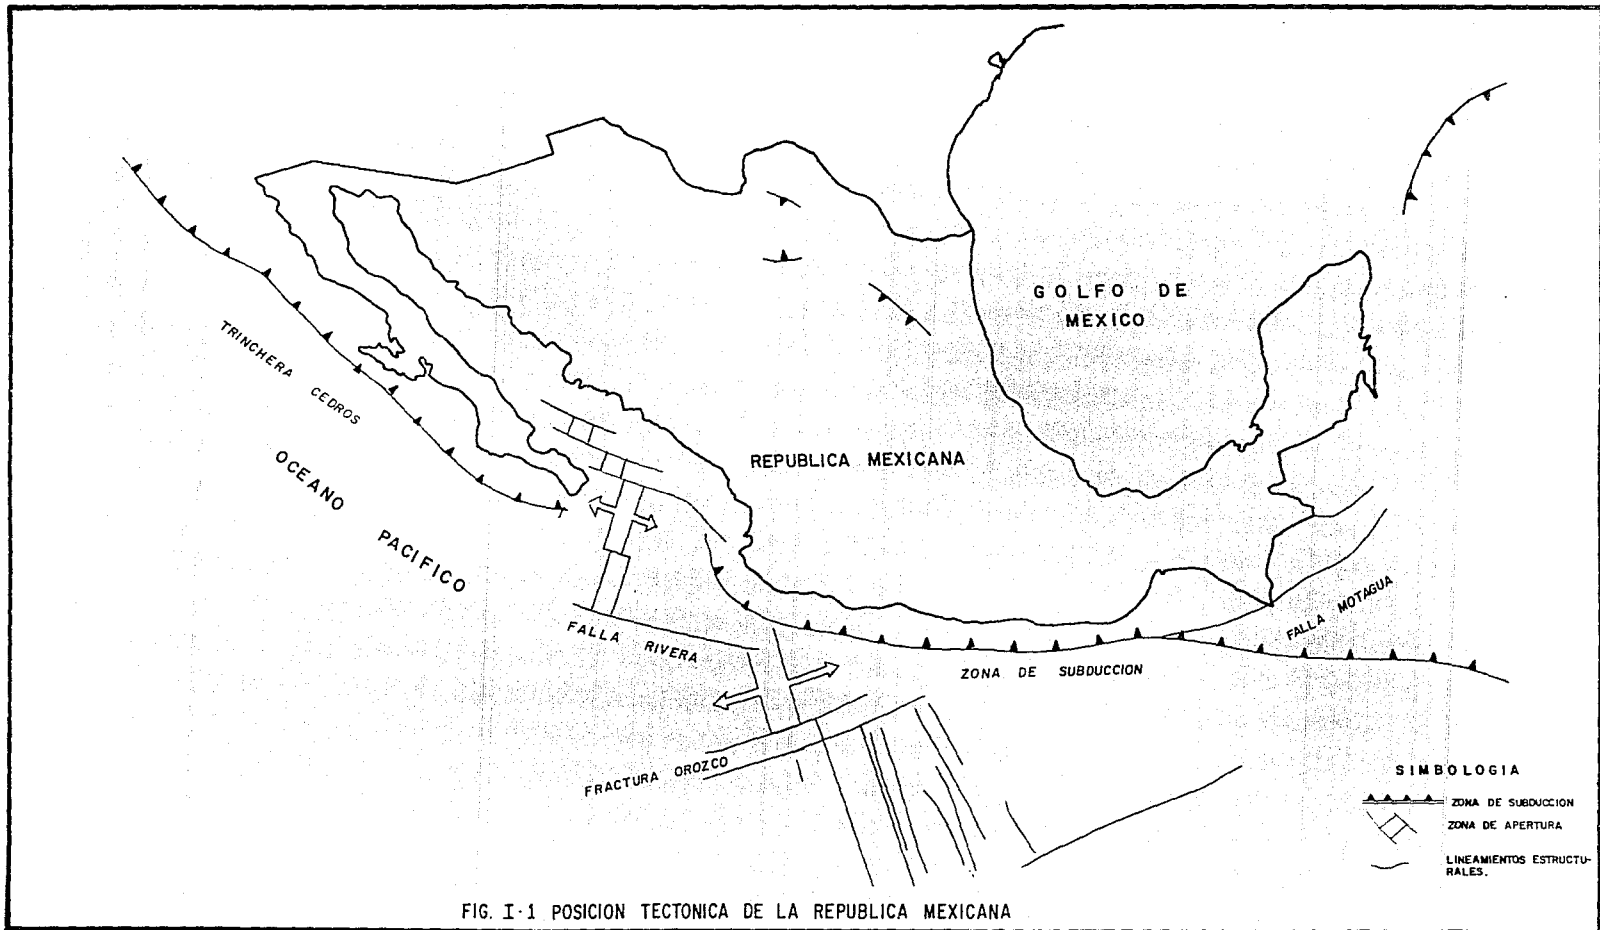 GOLFO DE
MEXICO
TRINCHERA CEDROS
OCEANO PACIFICO
REPUBLICA MEXICANA
FALLA RIVERA
FALLA MOTAGUA
ZONA DE SUBDUCCION
FRACTURA OROZCO
SIMBOLOGIA
ZONA DE SUBDUCCION
ZONA DE APERTURA
LINEAMIENTOS ESTRUCTU-
RALES.
FIG. I-1 POSICION TECTONICA DE LA REPUBLICA MEXICANA